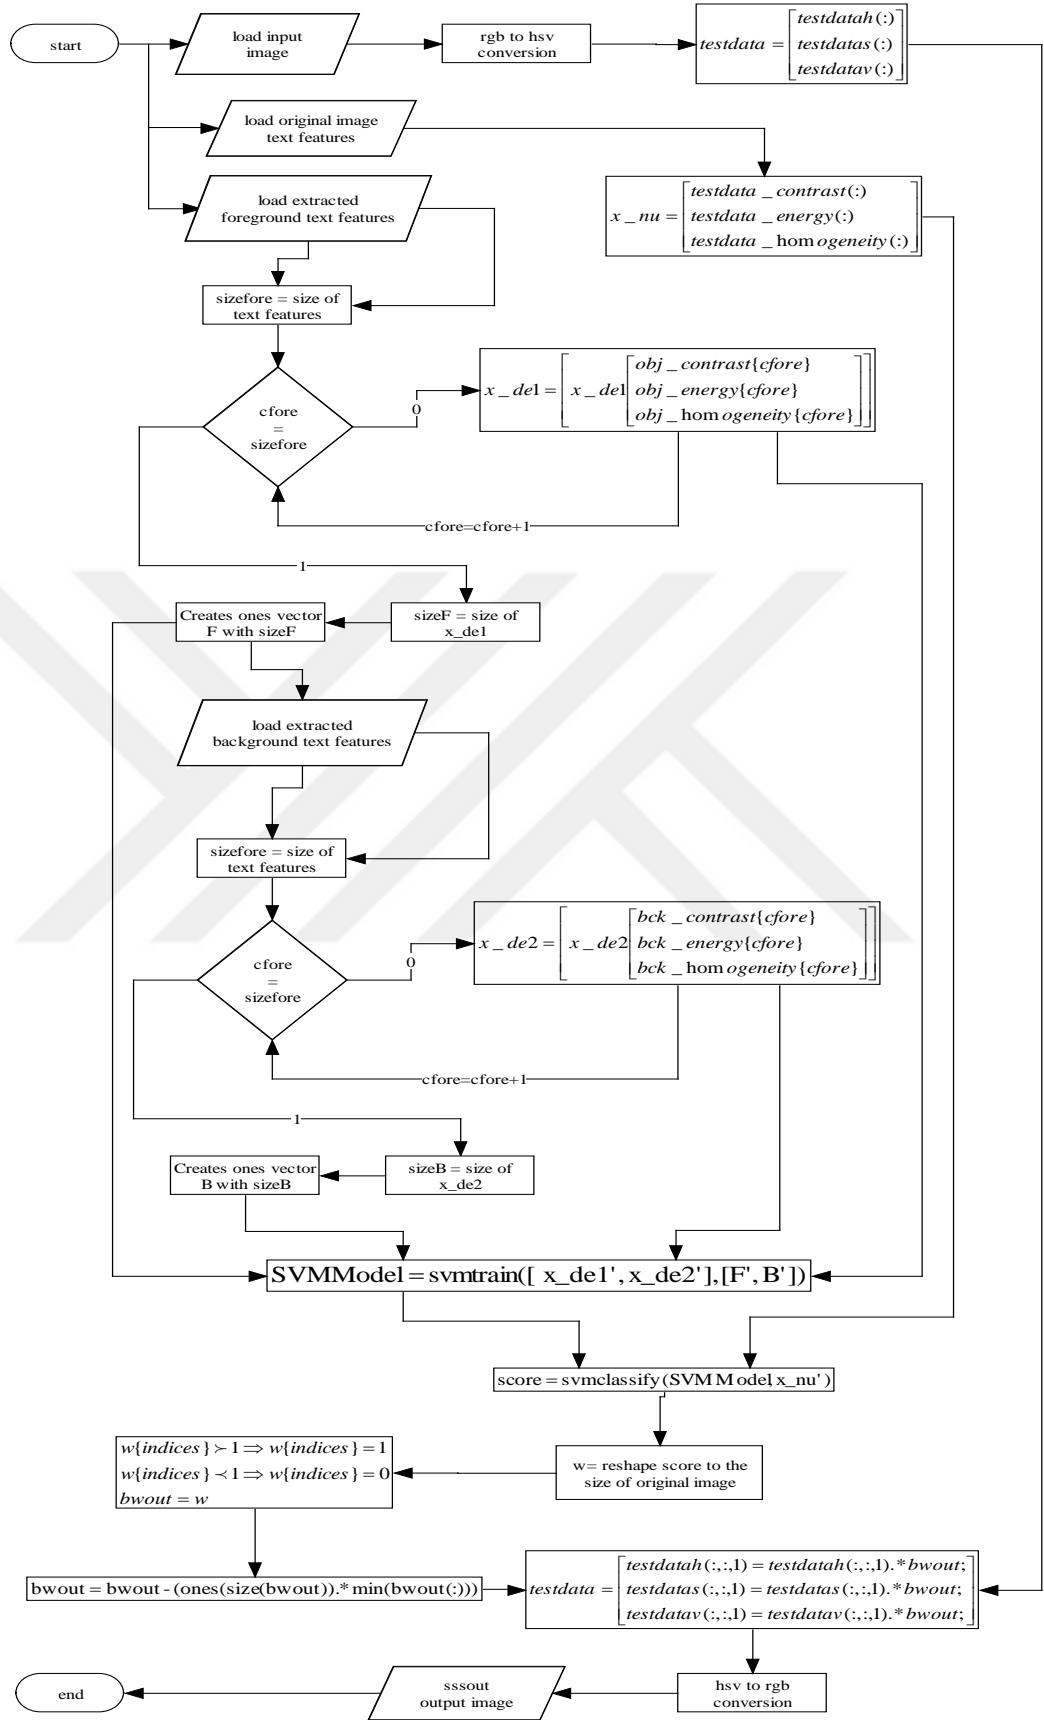 start
load input
image
rgb to hsv
conversion
testdata = [testdatah(:)
testdatas(:)
testdatav(:)]
load original image
text features
load extracted
foreground text features
x_nu = [testdata_contrast(:)
testdata_energy(:)
testdata_homogeneity(:)]
sizefore = size of
text features
cfore
=
sizefore
0
x_de1 = [x_de1 [obj_contrast{cfore}
obj_energy{cfore}
obj_homogeneity{cfore}]]
cfore=cfore+1
1
Creates ones vector
F with sizeF
sizeF = size of
x_de1
load extracted
background text features
sizefore = size of
text features
cfore
=
sizefore
0
x_de2 = [x_de2 [bck_contrast{cfore}
bck_energy{cfore}
bck_homogeneity{cfore}]]
cfore=cfore+1
1
Creates ones vector
B with sizeB
sizeB = size of
x_de2
SVMModel = svmtrain([ x_de1', x_de2'],[F', B'])
score = svmclassify(SVMModel, x_nu')
w= reshape score to the
size of original image
w{indices} ≻ 1 ⇒ w{indices} = 1
w{indices} ≺ 1 ⇒ w{indices} = 0
bwout = w
bwout = bwout - (ones(size(bwout)).* min(bwout(:)))
testdata = [testdatah(:,:,1) = testdatah(:,:,1).* bwout;
testdatas(:,:,1) = testdatas(:,:,1).* bwout;
testdatav(:,:,1) = testdatav(:,:,1).* bwout;]
hsv to rgb
conversion
sssout
output image
end